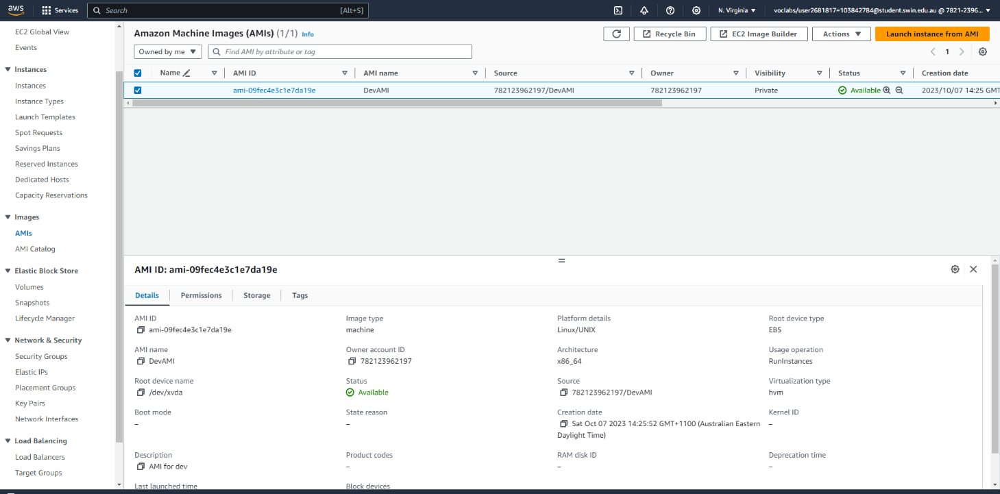 aws Services Search [Alt+S] N. Virginia voclabs/user2681817=103842784@student.swin.edu.au @ 7821-2396...
EC2 Global View
Events
Instances
Instances
Instance Types
Launch Templates
Spot Requests
Savings Plans
Reserved Instances
Dedicated Hosts
Capacity Reservations
Images
AMIs
AMI Catalog
Elastic Block Store
Volumes
Snapshots
Lifecycle Manager
Network & Security
Security Groups
Elastic IPs
Placement Groups
Key Pairs
Network Interfaces
Load Balancing
Load Balancers
Target Groups
Amazon Machine Images (AMIs) (1/1) Info Recycle Bin EC2 Image Builder Actions Launch instance from AMI
Owned by me Find AMI by attribute or tag 1
Name AMI ID AMI name Source Owner Visibility Status Creation date
ami-09fec4e3c1e7da19e DevAMI 782123962197/DevAMI 782123962197 Private Available 2023/10/07 14:25 GMT
AMI ID: ami-09fec4e3c1e7da19e
Details Permissions Storage Tags
AMI ID Image type Platform details Root device type
ami-09fec4e3c1e7da19e machine Linux/UNIX EBS
AMI name Owner account ID Architecture Usage operation
DevAMI 782123962197 x86_64 RunInstances
Root device name Status Source Virtualization type
/dev/xvda Available 782123962197/DevAMI hvm
Boot mode State reason Creation date Kernel ID
– – Sat Oct 07 2023 14:25:52 GMT+1100 (Australian Eastern –
Daylight Time)
Description Product codes RAM disk ID Deprecation time
AMI for dev – – –
Last launched time Block devices